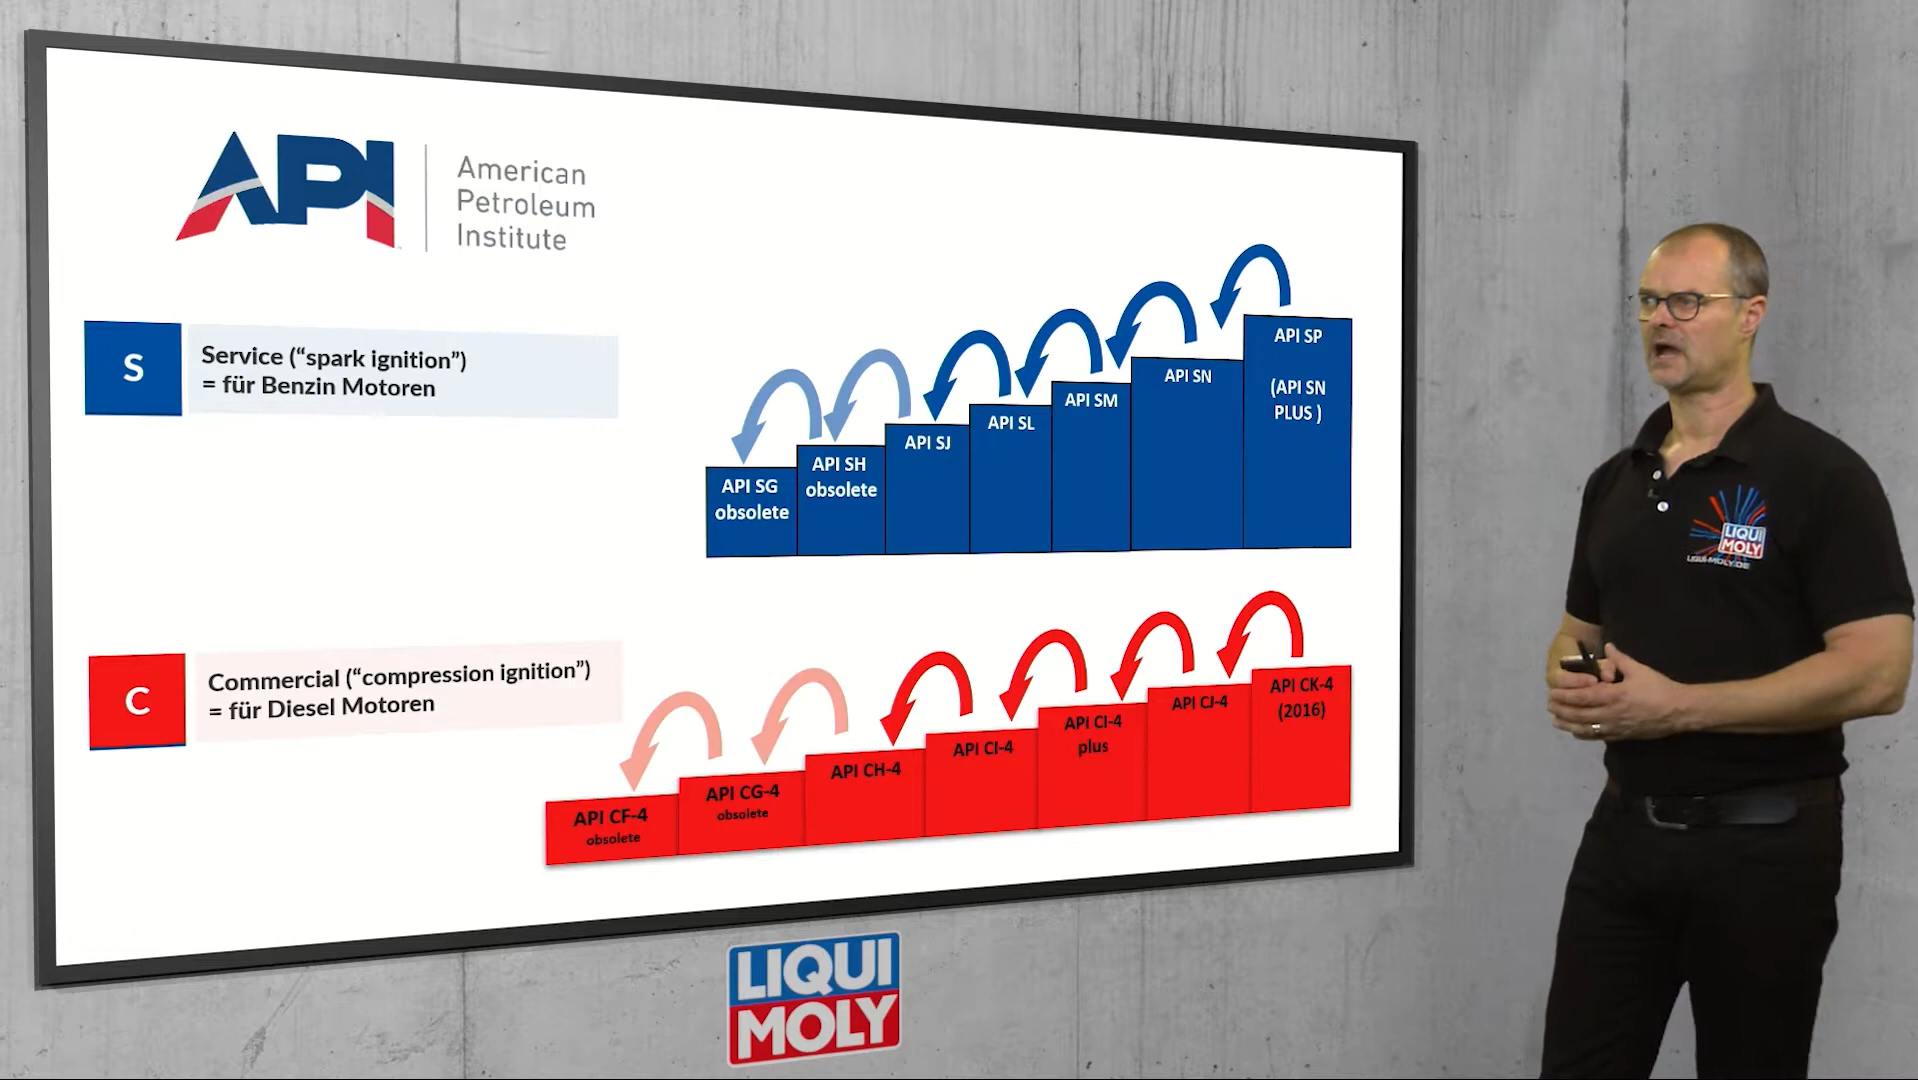 API
American
Petroleum
Institute
S
Service (“spark ignition”)
= für Benzin Motoren
API SG
obsolete
API SH
obsolete
API SJ
API SL
API SM
API SN
API SP
(API SN
PLUS )
C
Commercial (“compression ignition”)
= für Diesel Motoren
API CF-4
obsolete
API CG-4
obsolete
API CH-4
API CI-4
API CI-4
plus
API CJ-4
API CK-4
(2016)
LIQUI
MOLY
LIQUI-MOLY.DE
LIQUI
MOLY